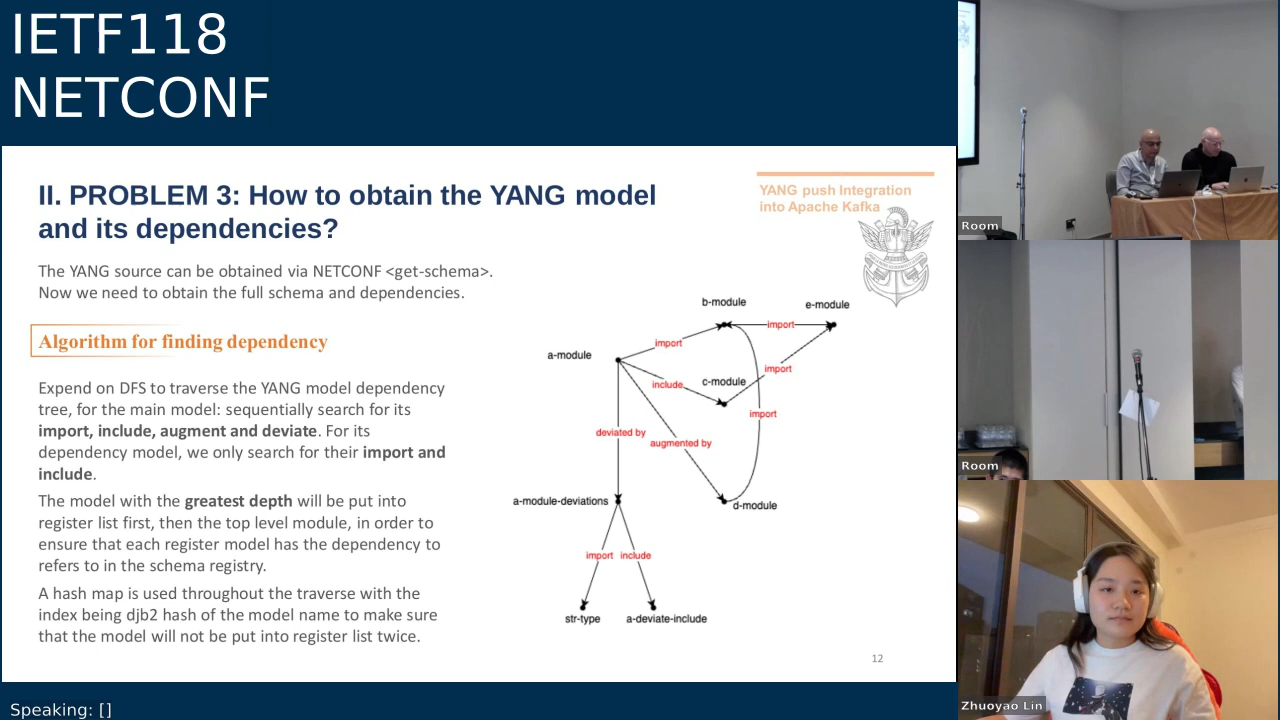 IETF118
NETCONF
II. PROBLEM 3: How to obtain the YANG model
and its dependencies?
YANG push Integration
into Apache Kafka
The YANG source can be obtained via NETCONF <get-schema>.
Now we need to obtain the full schema and dependencies.
Algorithm for finding dependency
Expend on DFS to traverse the YANG model dependency
tree, for the main model: sequentially search for its
import, include, augment and deviate. For its
dependency model, we only search for their import and
include.
The model with the greatest depth will be put into
register list first, then the top level module, in order to
ensure that each register model has the dependency to
refers to in the schema registry.
A hash map is used throughout the traverse with the
index being djb2 hash of the model name to make sure
that the model will not be put into register list twice.
b-module
e-module
import
import
a-module
import
include
c-module
import
deviated by
augmented by
a-module-deviations
d-module
import
include
str-type
a-deviate-include
12
Speaking: []
Room
Room
Zhuoyao Lin